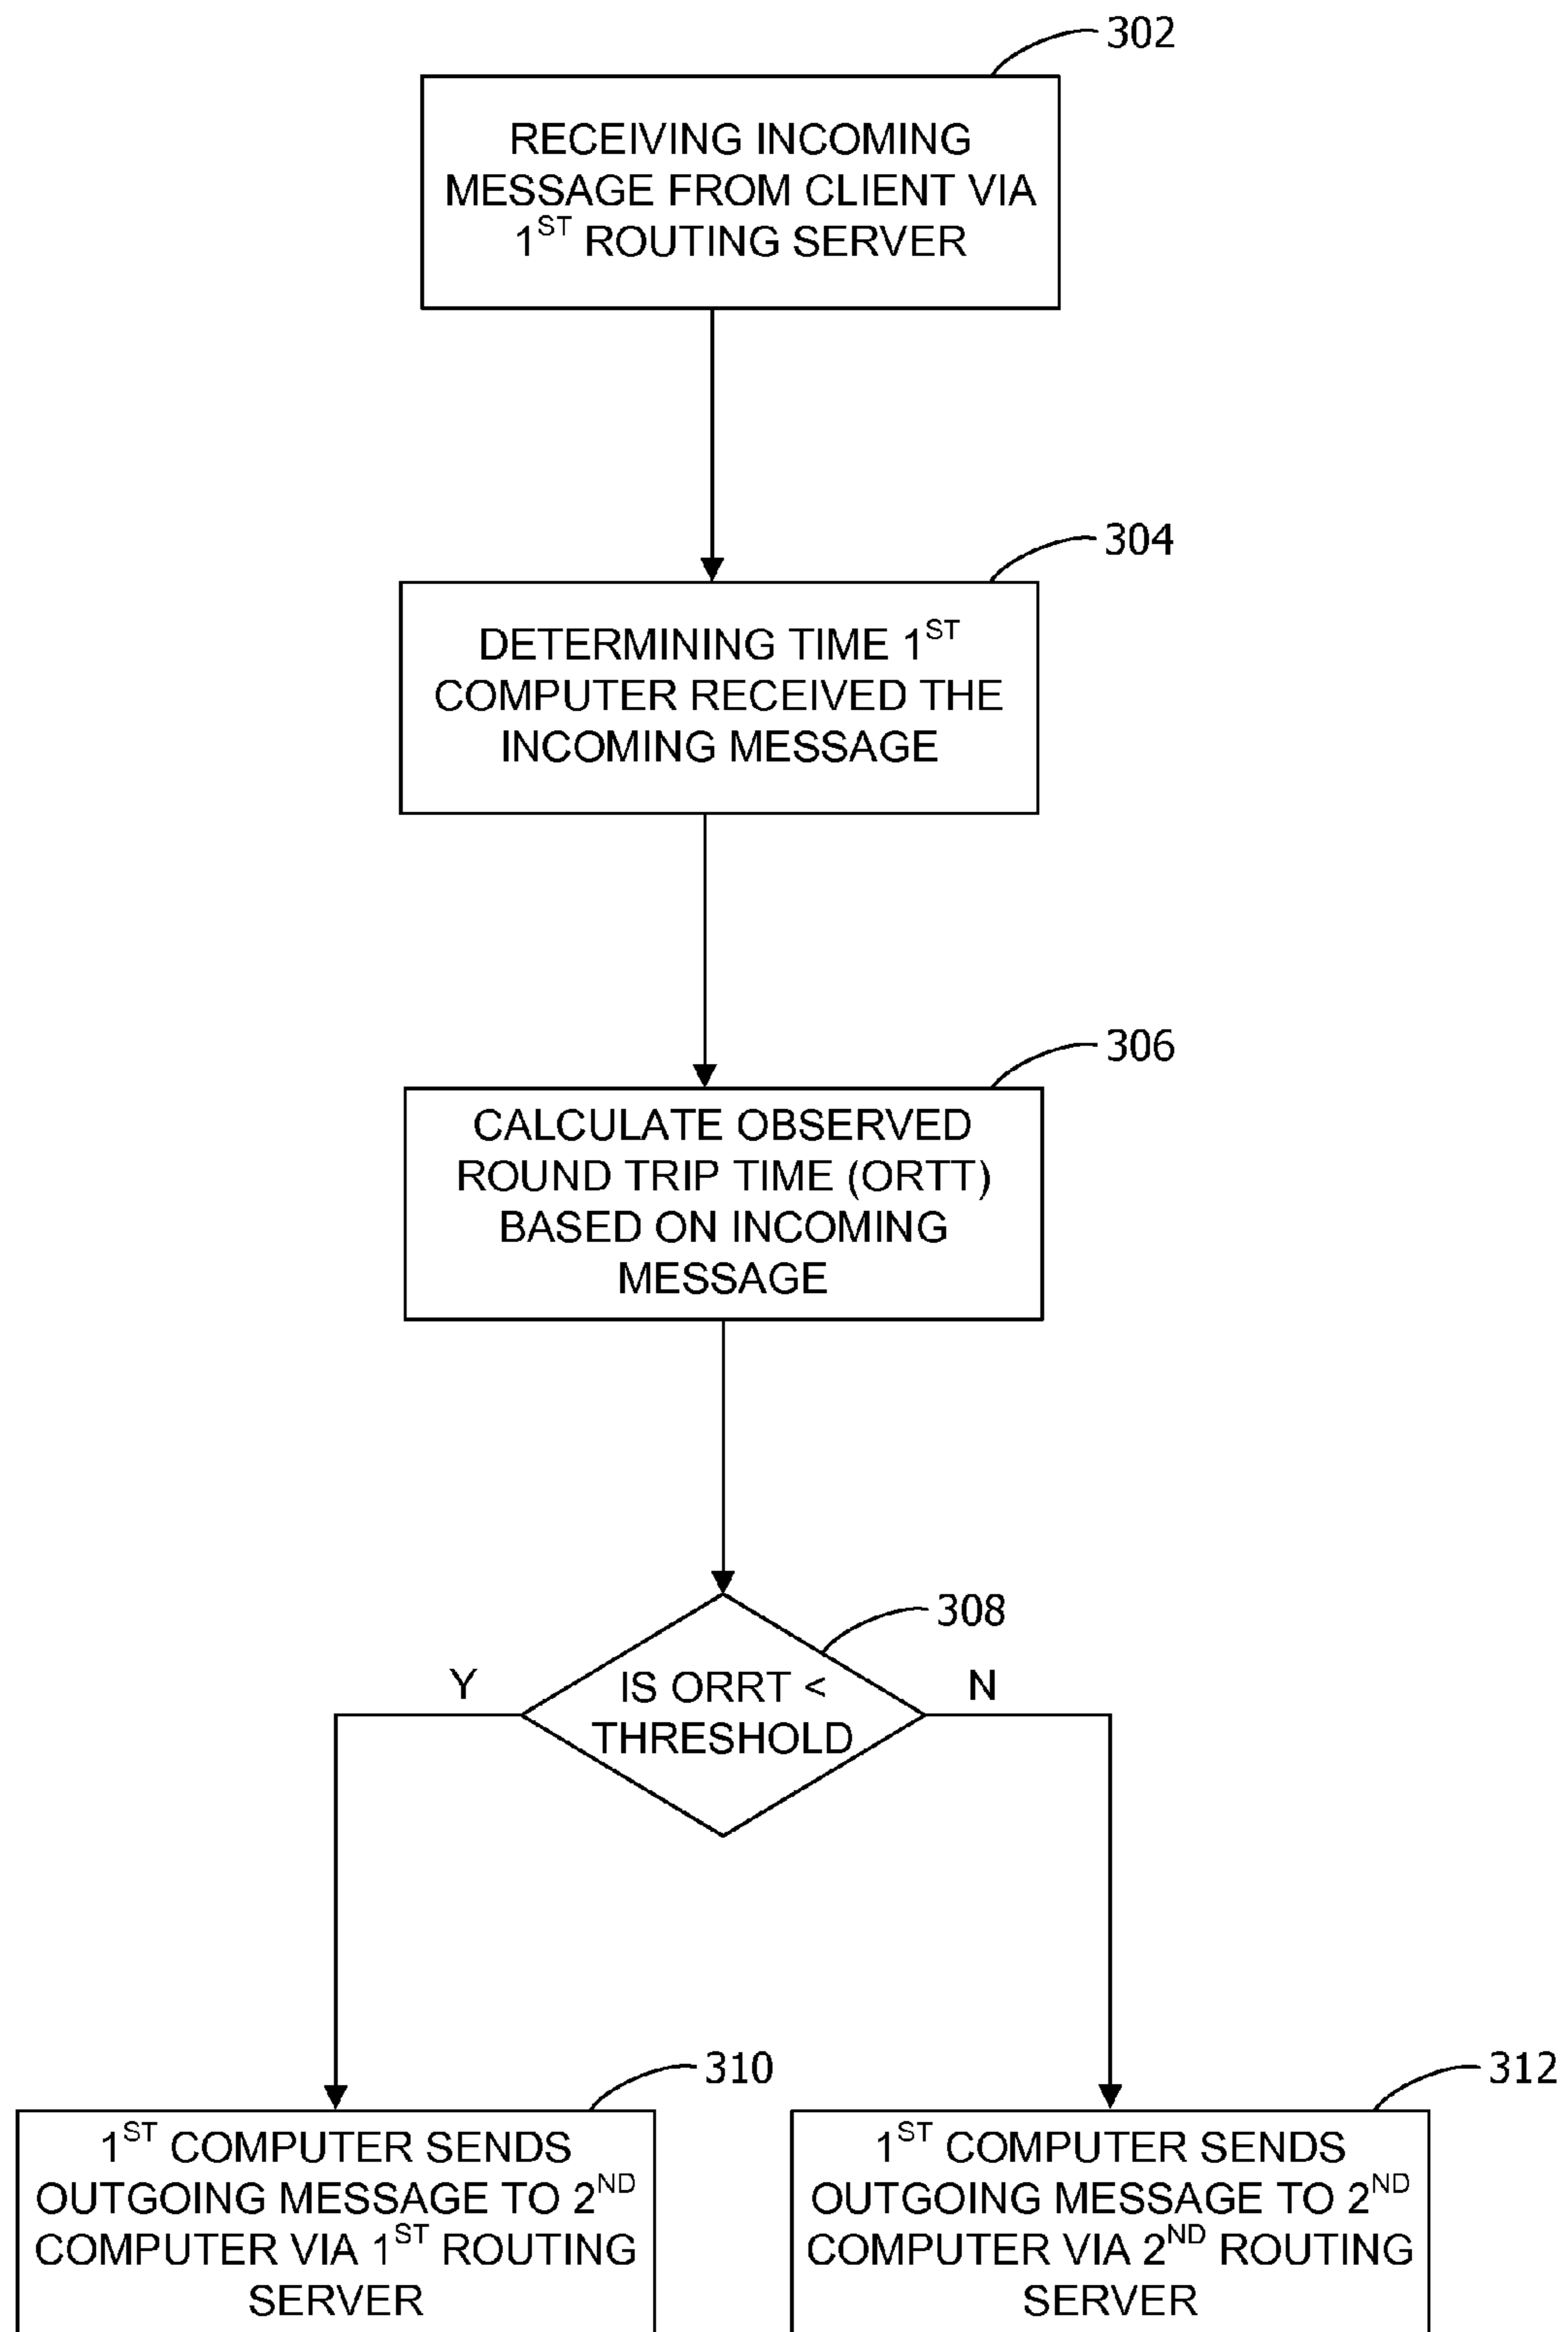 302
RECEIVING INCOMING
MESSAGE FROM CLIENT VIA
1ST ROUTING SERVER
304
DETERMINING TIME 1ST
COMPUTER RECEIVED THE
INCOMING MESSAGE
306
CALCULATE OBSERVED
ROUND TRIP TIME (ORTT)
BASED ON INCOMING
MESSAGE
308
Y
IS ORRT <
THRESHOLD
N
310
1ST COMPUTER SENDS
OUTGOING MESSAGE TO 2ND
COMPUTER VIA 1ST ROUTING
SERVER
312
1ST COMPUTER SENDS
OUTGOING MESSAGE TO 2ND
COMPUTER VIA 2ND ROUTING
SERVER